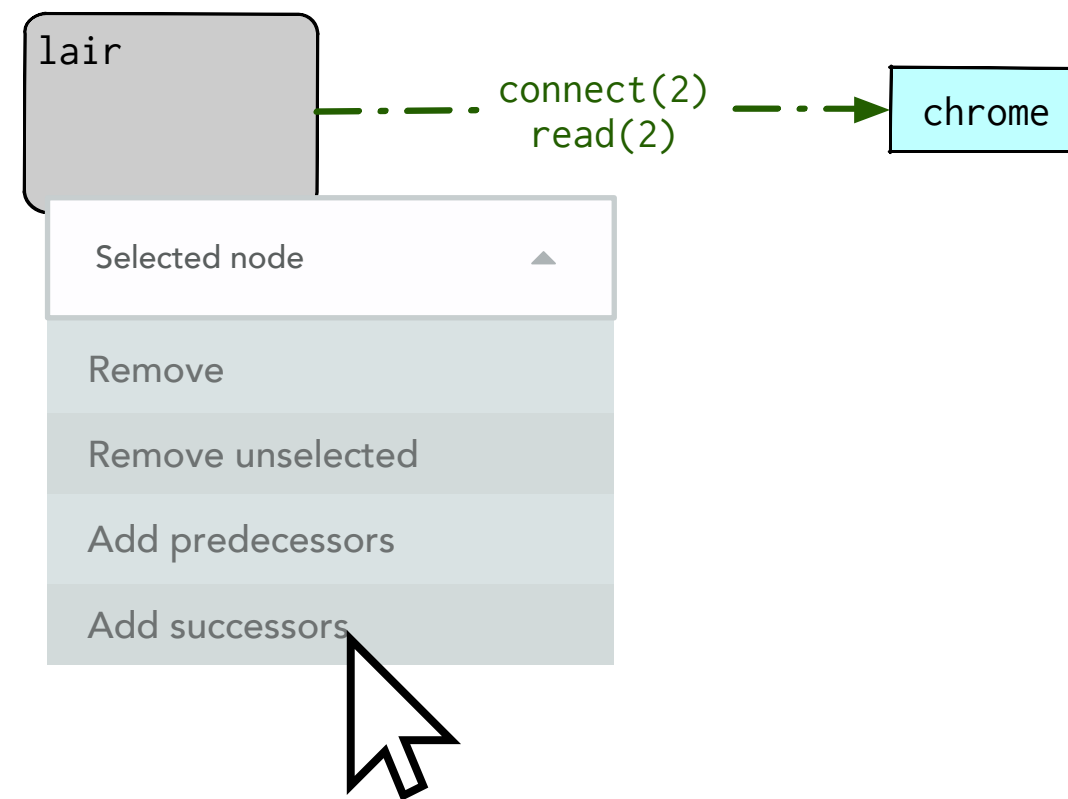 lair
connect(2)
read(2)
chrome
Selected node
Remove
Remove unselected
Add predecessors
Add successors